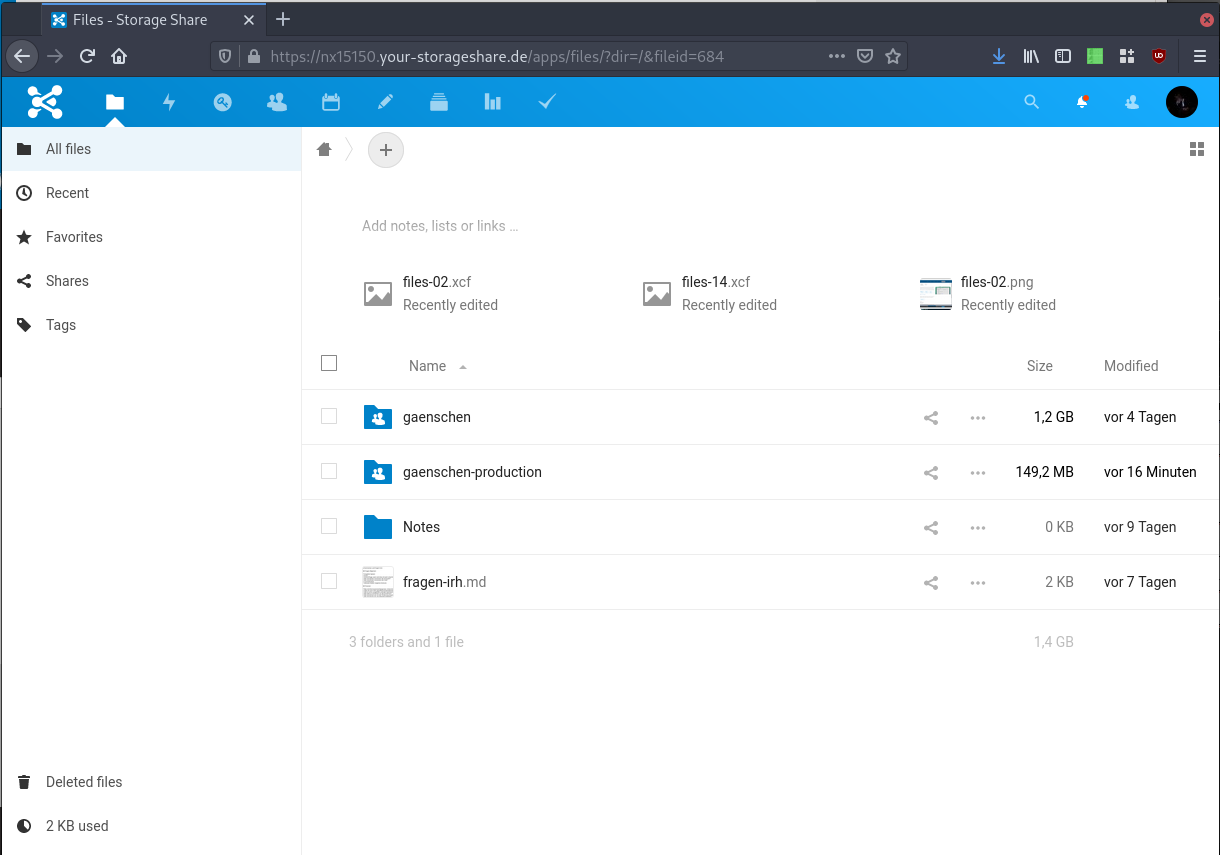 Files - Storage Share
https://nx15150.your-storageshare.de/apps/files/?dir=/&fileid=684
All files
Recent
Favorites
Shares
Tags
Add notes, lists or links …
files-02.xcf
Recently edited
files-14.xcf
Recently edited
files-02.png
Recently edited
Name Size Modified
gaenschen 1,2 GB vor 4 Tagen
gaenschen-production 149,2 MB vor 16 Minuten
Notes 0 KB vor 9 Tagen
fragen-irh.md 2 KB vor 7 Tagen
3 folders and 1 file 1,4 GB
Deleted files
2 KB used